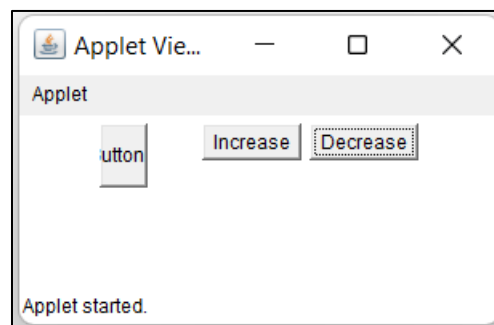 Applet Vie...
Applet
utton Increase Decrease
Applet started.